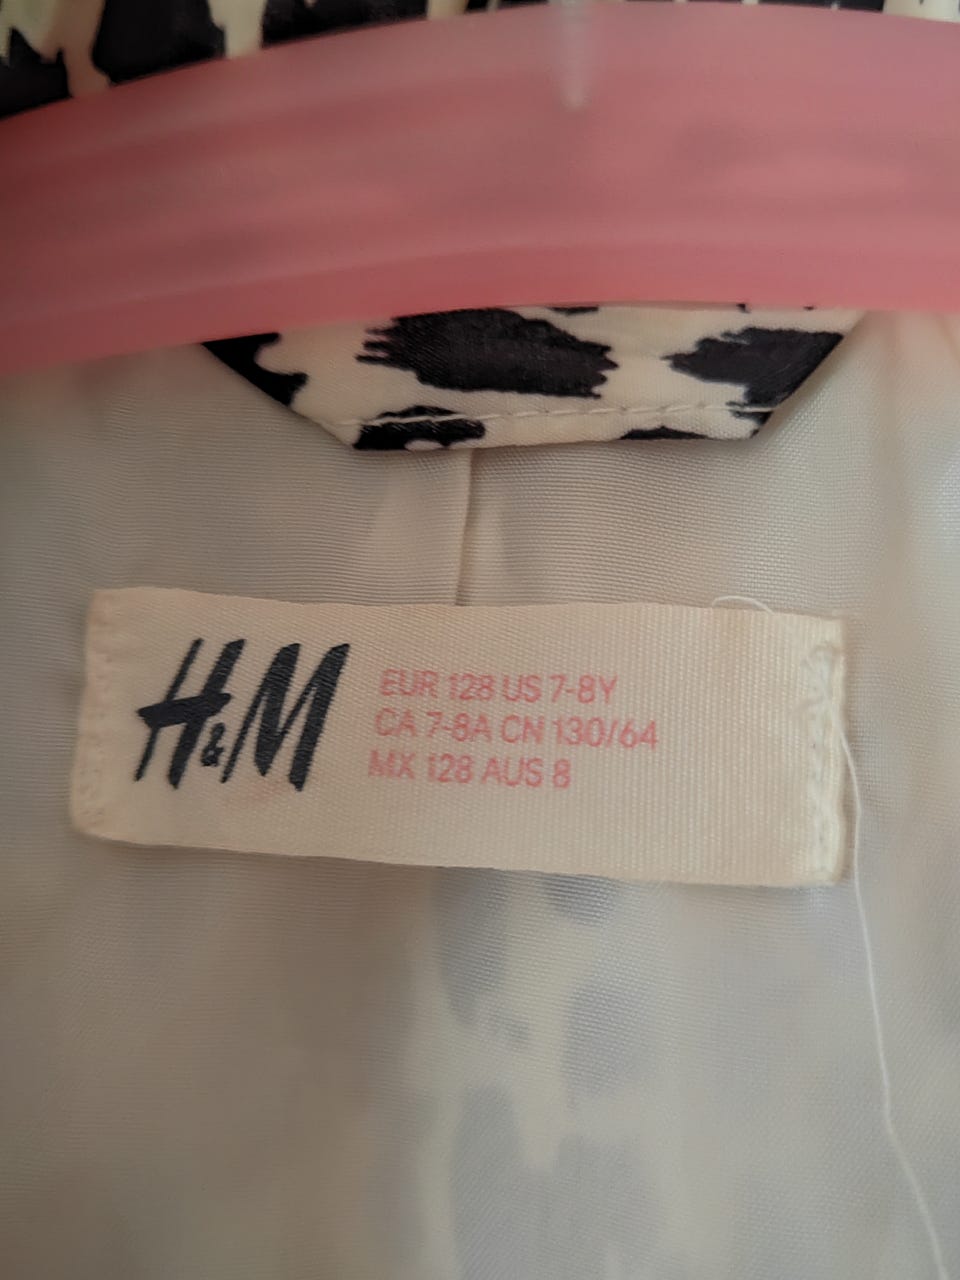 H&M
EUR 128 US 7-8Y
CA 7-8A CN 130/64
MX 128 AUS 8